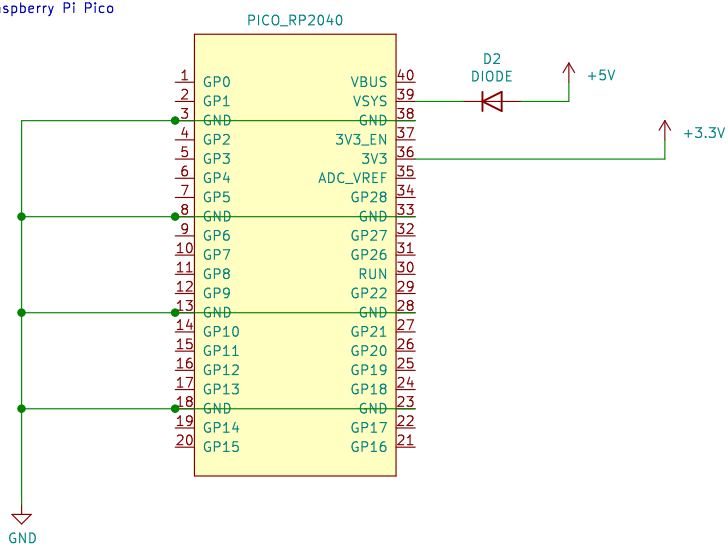 spberry Pi Pico
PICO_RP2040
1 GP0 VBUS 40
2 GP1 VSYS 39
3 GND GND 38
4 GP2 3V3_EN 37
5 GP3 3V3 36
6 GP4 ADC_VREF 35
7 GP5 GP28 34
8 GND GND 33
9 GP6 GP27 32
10 GP7 GP26 31
11 GP8 RUN 30
12 GP9 GP22 29
13 GND GND 28
14 GP10 GP21 27
15 GP11 GP20 26
16 GP12 GP19 25
17 GP13 GP18 24
18 GND GND 23
19 GP14 GP17 22
20 GP15 GP16 21
D2
DIODE
+5V
+3.3V
GND